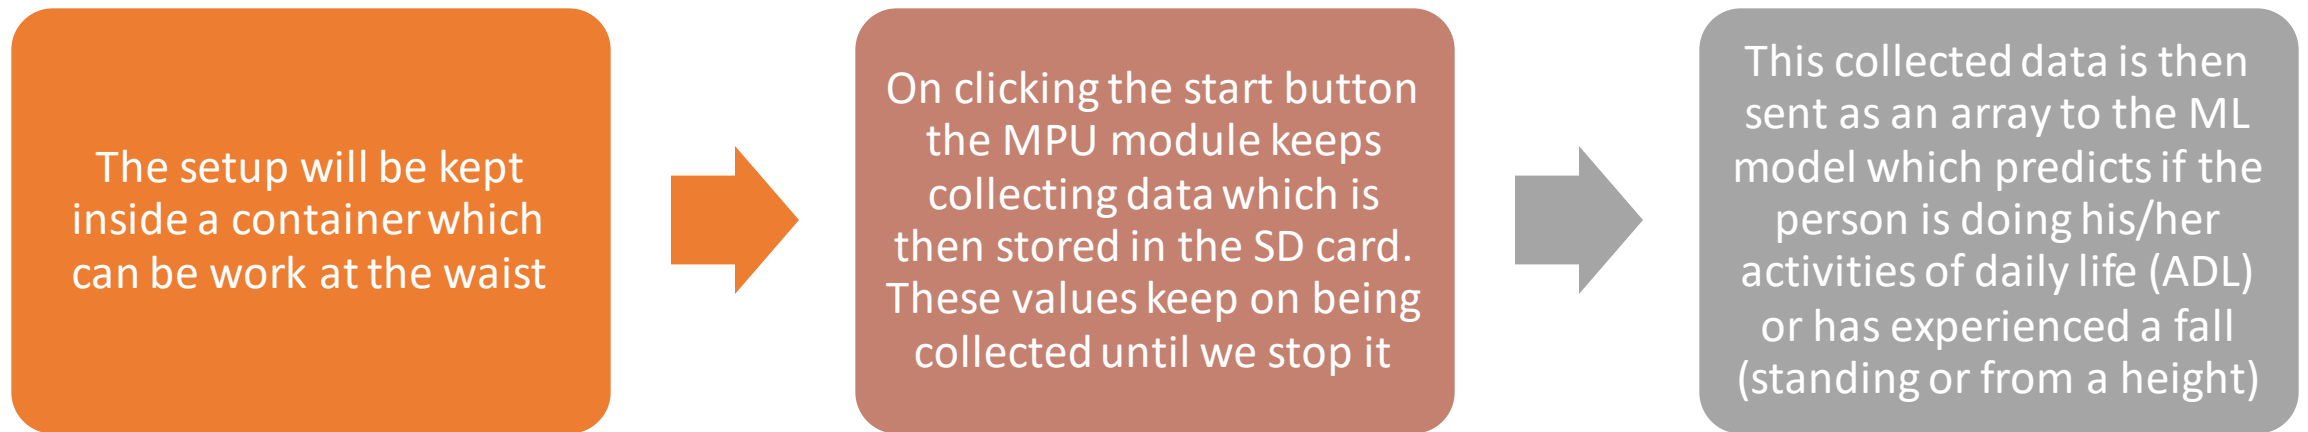 The setup will be kept
inside a container which
can be work at the waist
On clicking the start button
the MPU module keeps
collecting data which is
then stored in the SD card.
These values keep on being
collected until we stop it
This collected data is then
sent as an array to the ML
model which predicts if the
person is doing his/her
activities of daily life (ADL)
or has experienced a fall
(standing or from a height)